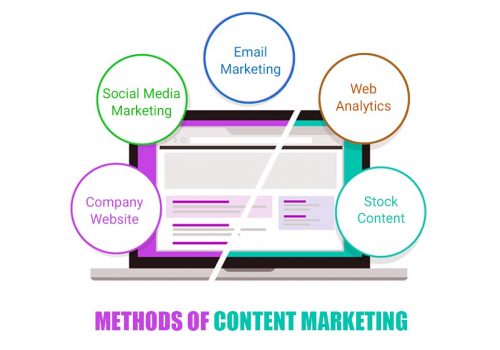 Email
Marketing
Social Media
Marketing
Web
Analytics
Company
Website
Stock
Content
METHODS OF CONTENT MARKETING